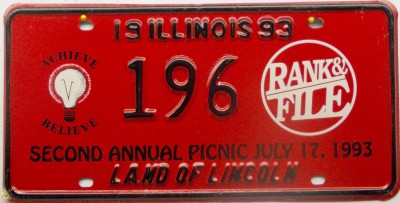 19 ILLINOIS 93
ACHIEVE
BELIEVE
196
RANK&
FILE
SECOND ANNUAL PICNIC JULY 17, 1993
LAND OF LINCOLN